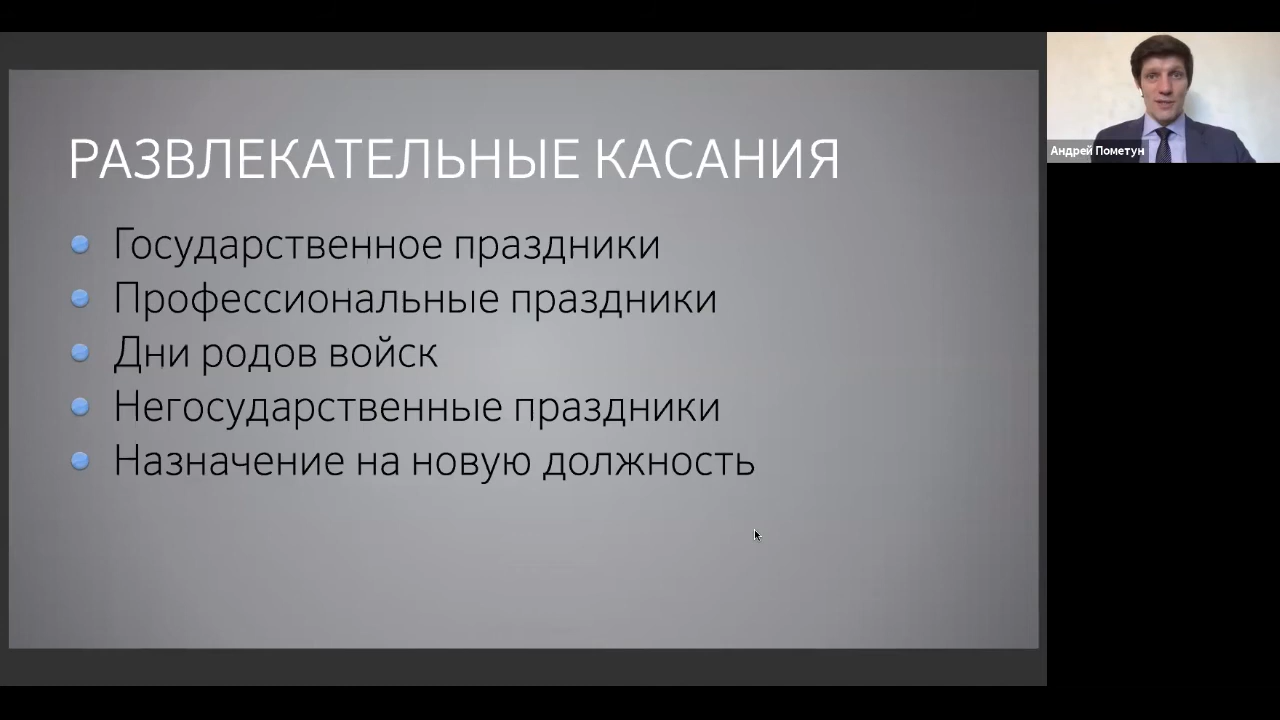 РАЗВЛЕКАТЕЛЬНЫЕ КАСАНИЯ
Государственное праздники
Профессиональные праздники
Дни родов войск
Негосударственные праздники
Назначение на новую должность
Андрей Пометун